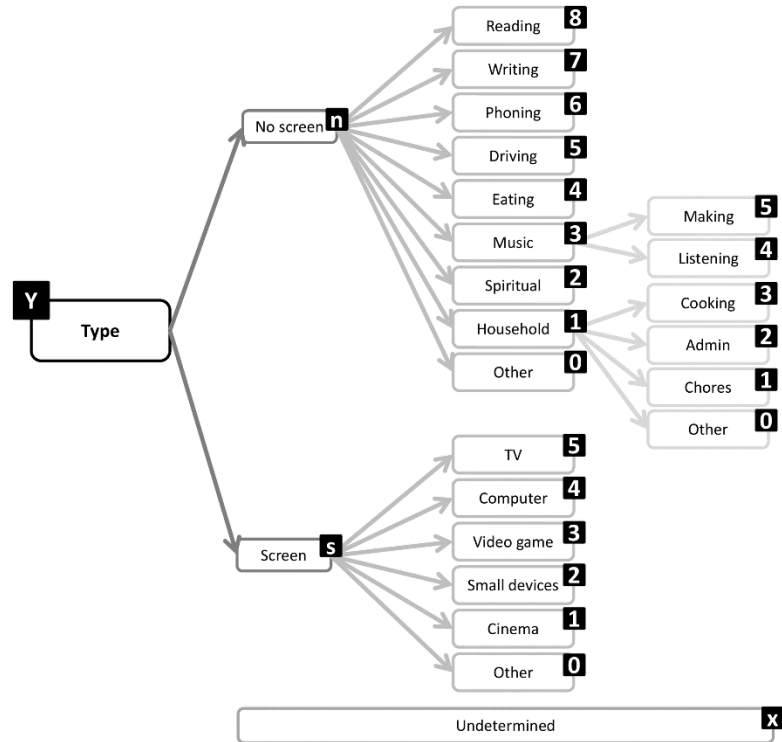 Y
Type
No screen n
Reading 8
Writing 7
Phoning 6
Driving 5
Eating 4
Music 3
Making 5
Listening 4
Spiritual 2
Household 1
Cooking 3
Admin 2
Chores 1
Other 0
Other 0
Screen s
TV 5
Computer 4
Video game 3
Small devices 2
Cinema 1
Other 0
Undetermined x